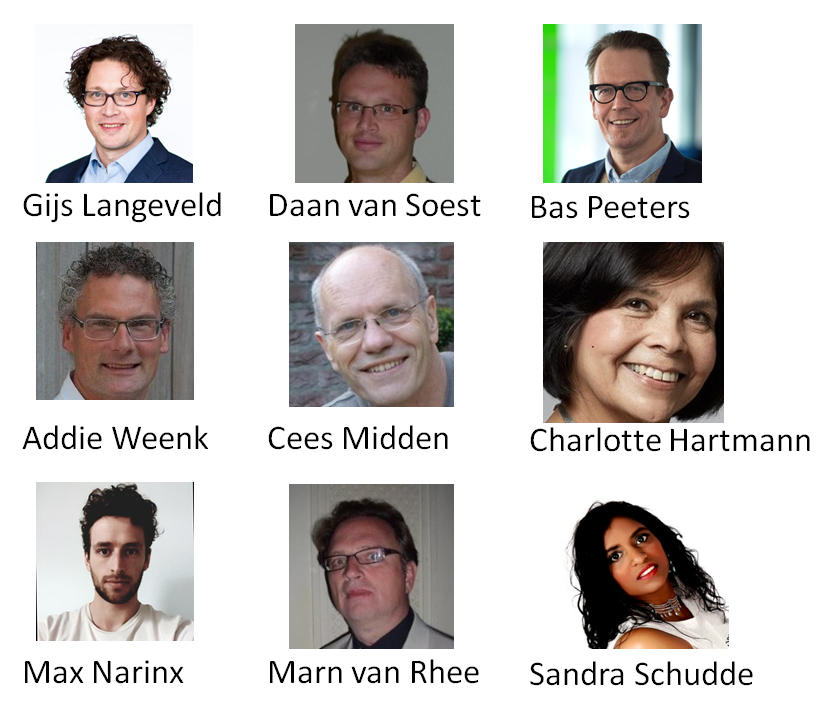 Gijs Langeveld
Daan van Soest
Bas Peeters
Addie Weenk
Cees Midden
Charlotte Hartmann
Max Narinx
Marn van Rhee
Sandra Schudde